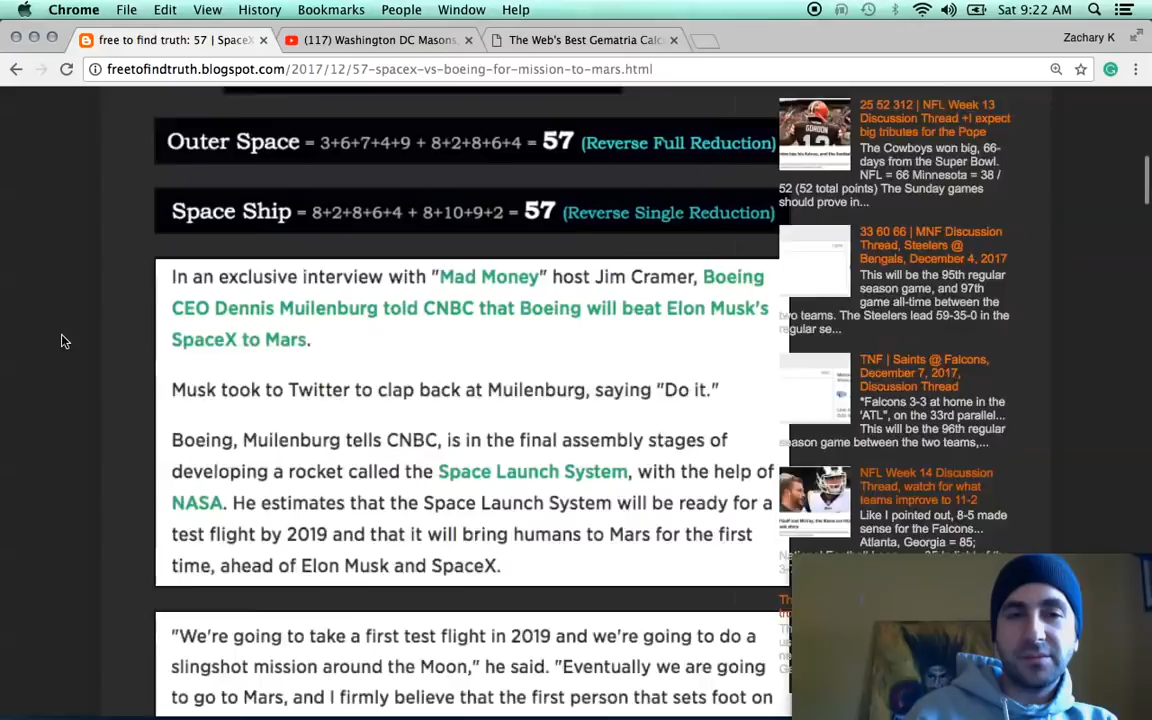 Chrome File Edit View History Bookmarks People Window Help Sat 9:22 AM
free to find truth: 57 | SpaceX × (117) Washington DC Masons, × The Web's Best Gematria Calc × Zachary K
freetofindtruth.blogspot.com/2017/12/57-spacex-vs-boeing-for-mission-to-mars.html
Outer Space = 3+6+7+4+9 + 8+2+8+6+4 = 57 (Reverse Full Reduction)
Space Ship = 8+2+8+6+4 + 8+10+9+2 = 57 (Reverse Single Reduction)
In an exclusive interview with "Mad Money" host Jim Cramer, Boeing
CEO Dennis Muilenburg told CNBC that Boeing will beat Elon Musk's
SpaceX to Mars.
Musk took to Twitter to clap back at Muilenburg, saying "Do it."
Boeing, Muilenburg tells CNBC, is in the final assembly stages of
developing a rocket called the Space Launch System, with the help of
NASA. He estimates that the Space Launch System will be ready for a
test flight by 2019 and that it will bring humans to Mars for the first
time, ahead of Elon Musk and SpaceX.
"We're going to take a first test flight in 2019 and we're going to do a
slingshot mission around the Moon," he said. "Eventually we are going
to go to Mars, and I firmly believe that the first person that sets foot on
25 52 312 | NFL Week 13
Discussion Thread +I expect
big tributes for the Pope
The Cowboys won big, 66-
days from the Super Bowl.
NFL = 66 Minnesota = 38 /
52 (52 total points) The Sunday games
should prove in...
33 60 66 | MNF Discussion
Thread, Steelers @
Bengals, December 4, 2017
This will be the 95th regular
season game, and 97th
game all-time between the
two teams. The Steelers lead 59-35-0 in the
regular se...
TNF | Saints @ Falcons,
December 7, 2017,
Discussion Thread
*Falcons 3-3 at home in the
'ATL", on the 33rd parallel...
This will be the 96th regular
season game between the two teams,...
NFL Week 14 Discussion
Thread, watch for what
teams improve to 11-2
Like I pointed out, 8-5 made
sense for the Falcons...
Atlanta, Georgia = 85;